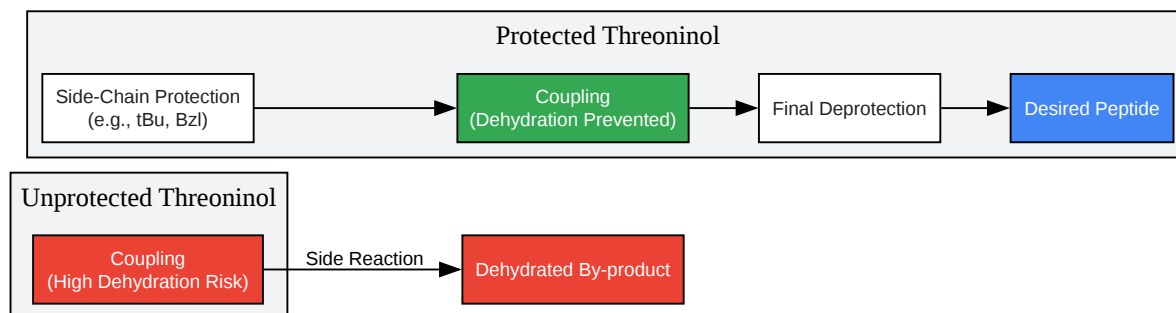 Protected Threoninol
Side-Chain Protection
(e.g., tBu, Bzl)
Coupling
(Dehydration Prevented)
Final Deprotection
Desired Peptide
Unprotected Threoninol
Coupling
(High Dehydration Risk)
Side Reaction
Dehydrated By-product